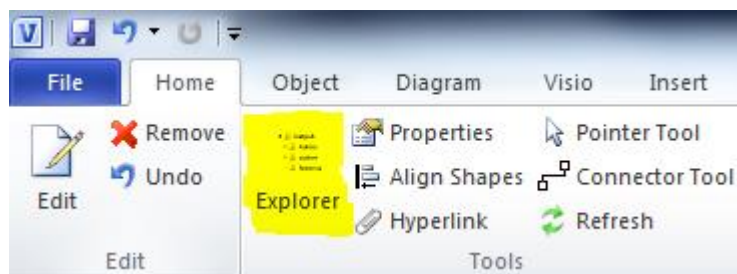 V
File Home Object Diagram Visio Insert
Remove Properties Pointer Tool
Undo Align Shapes Connector Tool
Edit Explorer Hyperlink Refresh
Edit Tools